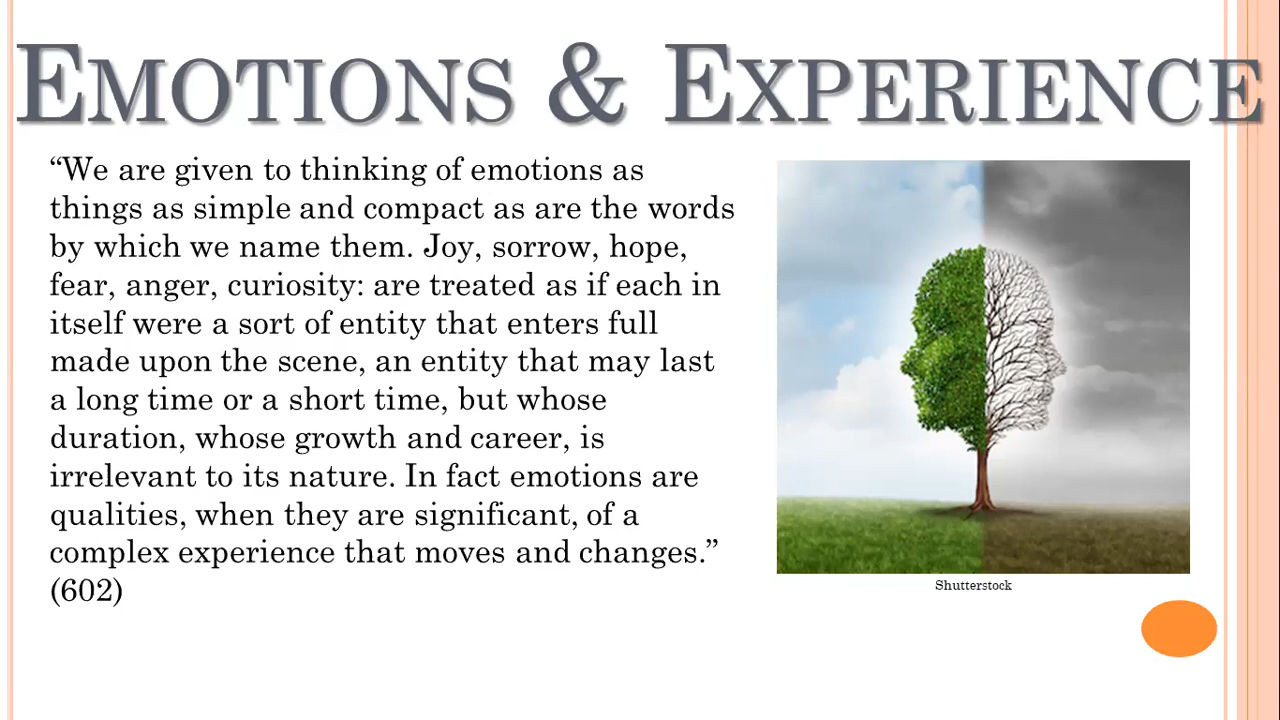 EMOTIONS & EXPERIENCE
“We are given to thinking of emotions as
things as simple and compact as are the words
by which we name them. Joy, sorrow, hope,
fear, anger, curiosity: are treated as if each in
itself were a sort of entity that enters full
made upon the scene, an entity that may last
a long time or a short time, but whose
duration, whose growth and career, is
irrelevant to its nature. In fact emotions are
qualities, when they are significant, of a
complex experience that moves and changes.”
(602)
Shutterstock